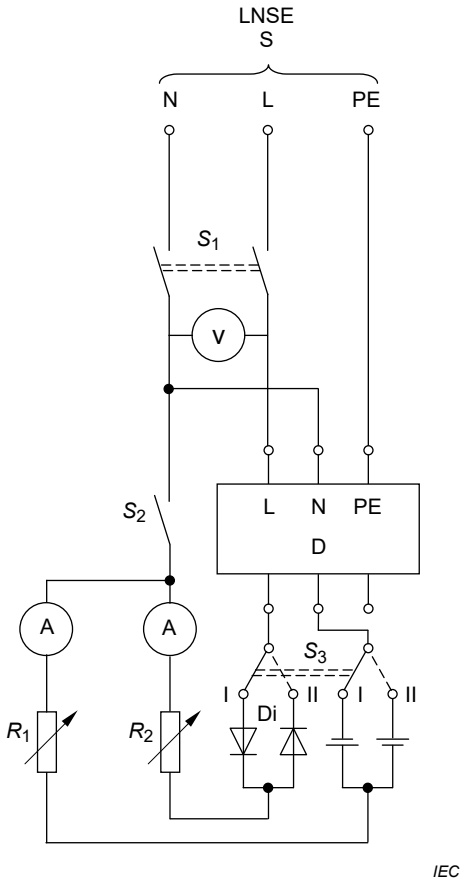 LNSE
S
N L PE
S1
V
L N PE
S2
D
A A
S3
I II I II
Di
R1 R2
IEC